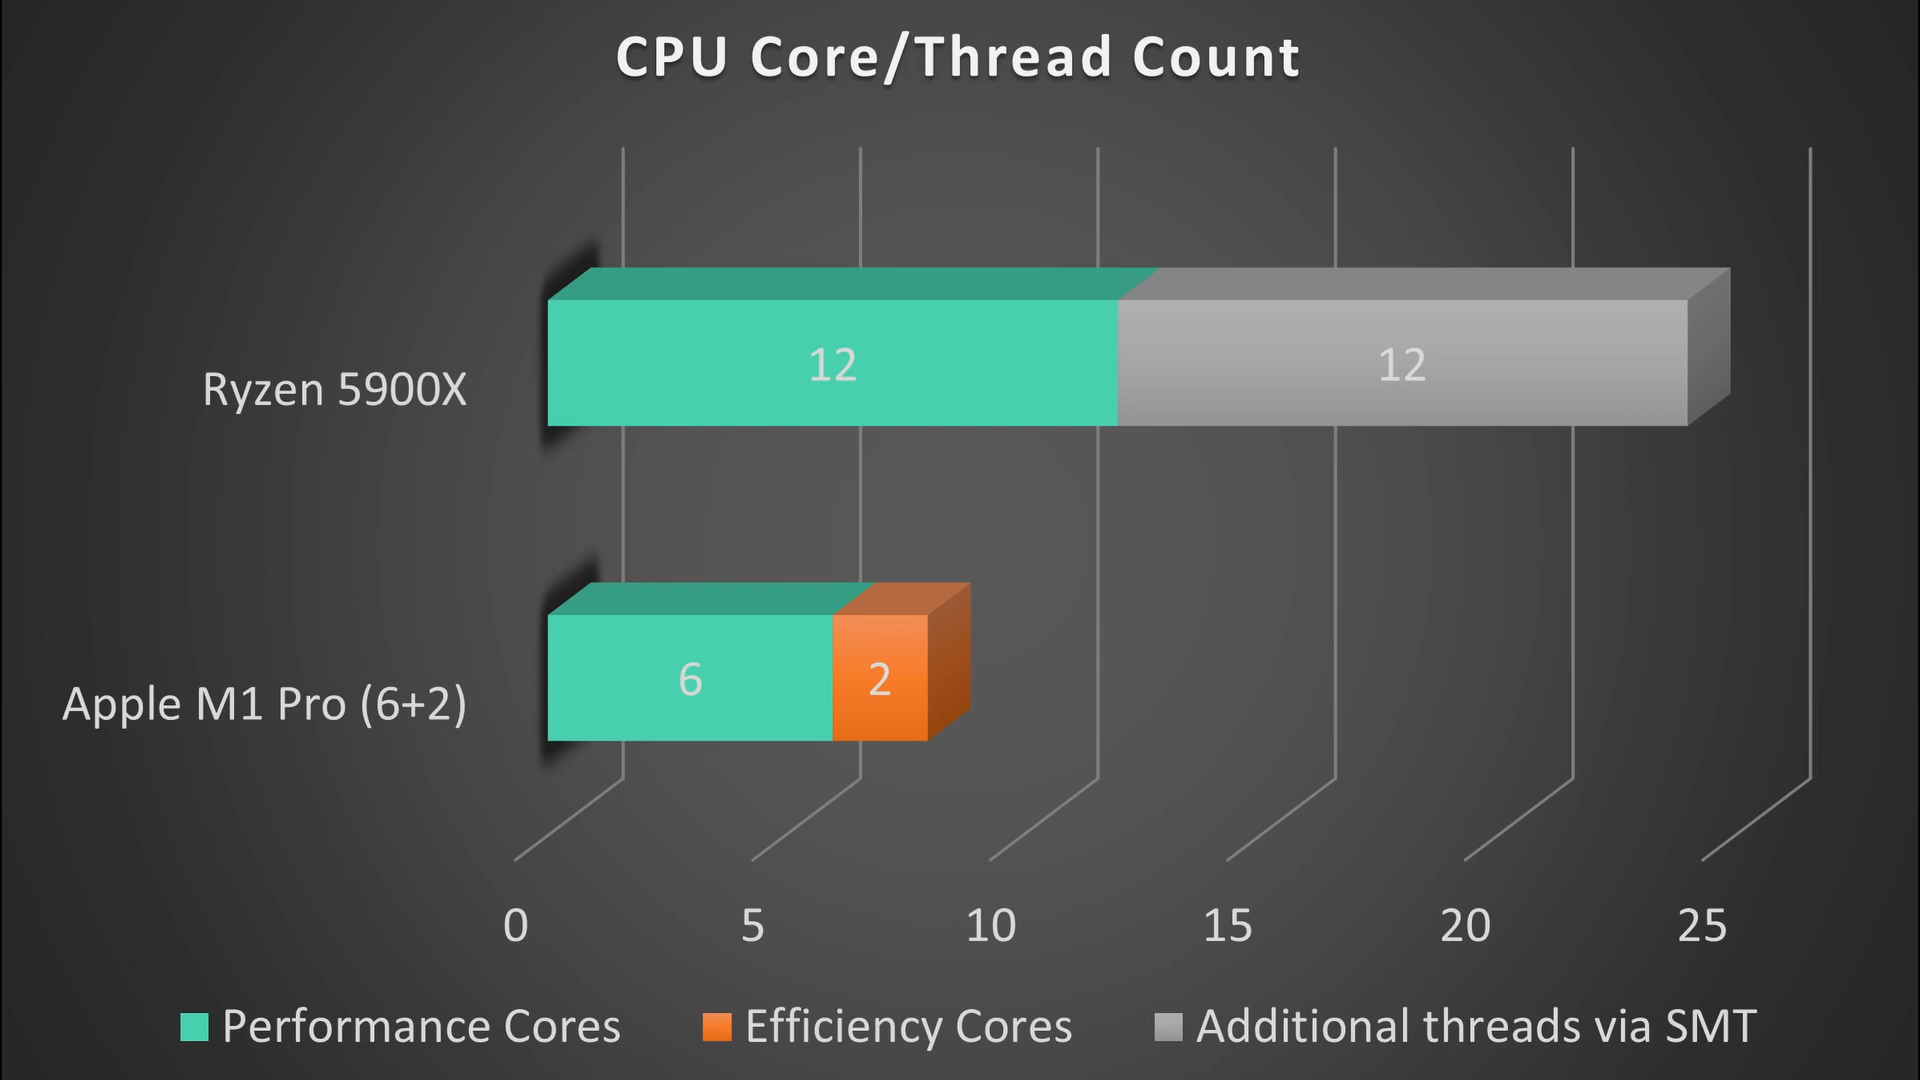 CPU Core/Thread Count
Ryzen 5900X
12
12
Apple M1 Pro (6+2)
6
2
0
5
10
15
20
25
Performance Cores
Efficiency Cores
Additional threads via SMT